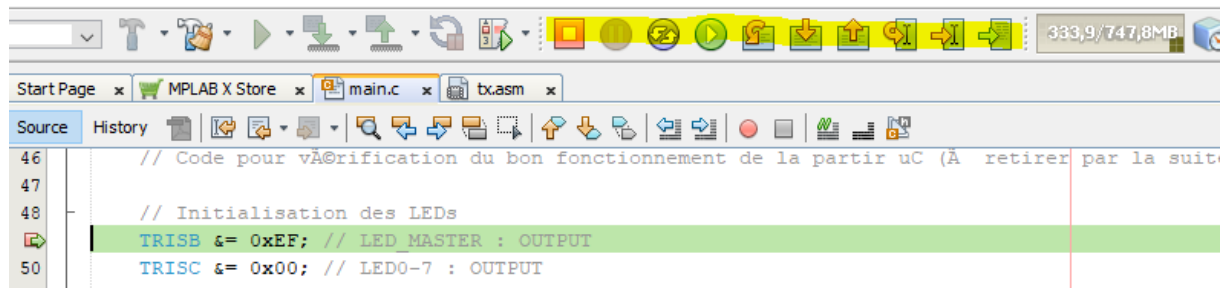 333,9/747,8MB
Start Page MPLAB X Store main.c tx.asm
Source History
46 // Code pour vÃ©rification du bon fonctionnement de la partir uC (Ã  retirer par la suite
47
48 // Initialisation des LEDs
TRISB &= 0xEF; // LED_MASTER : OUTPUT
50 TRISC &= 0x00; // LED0-7 : OUTPUT